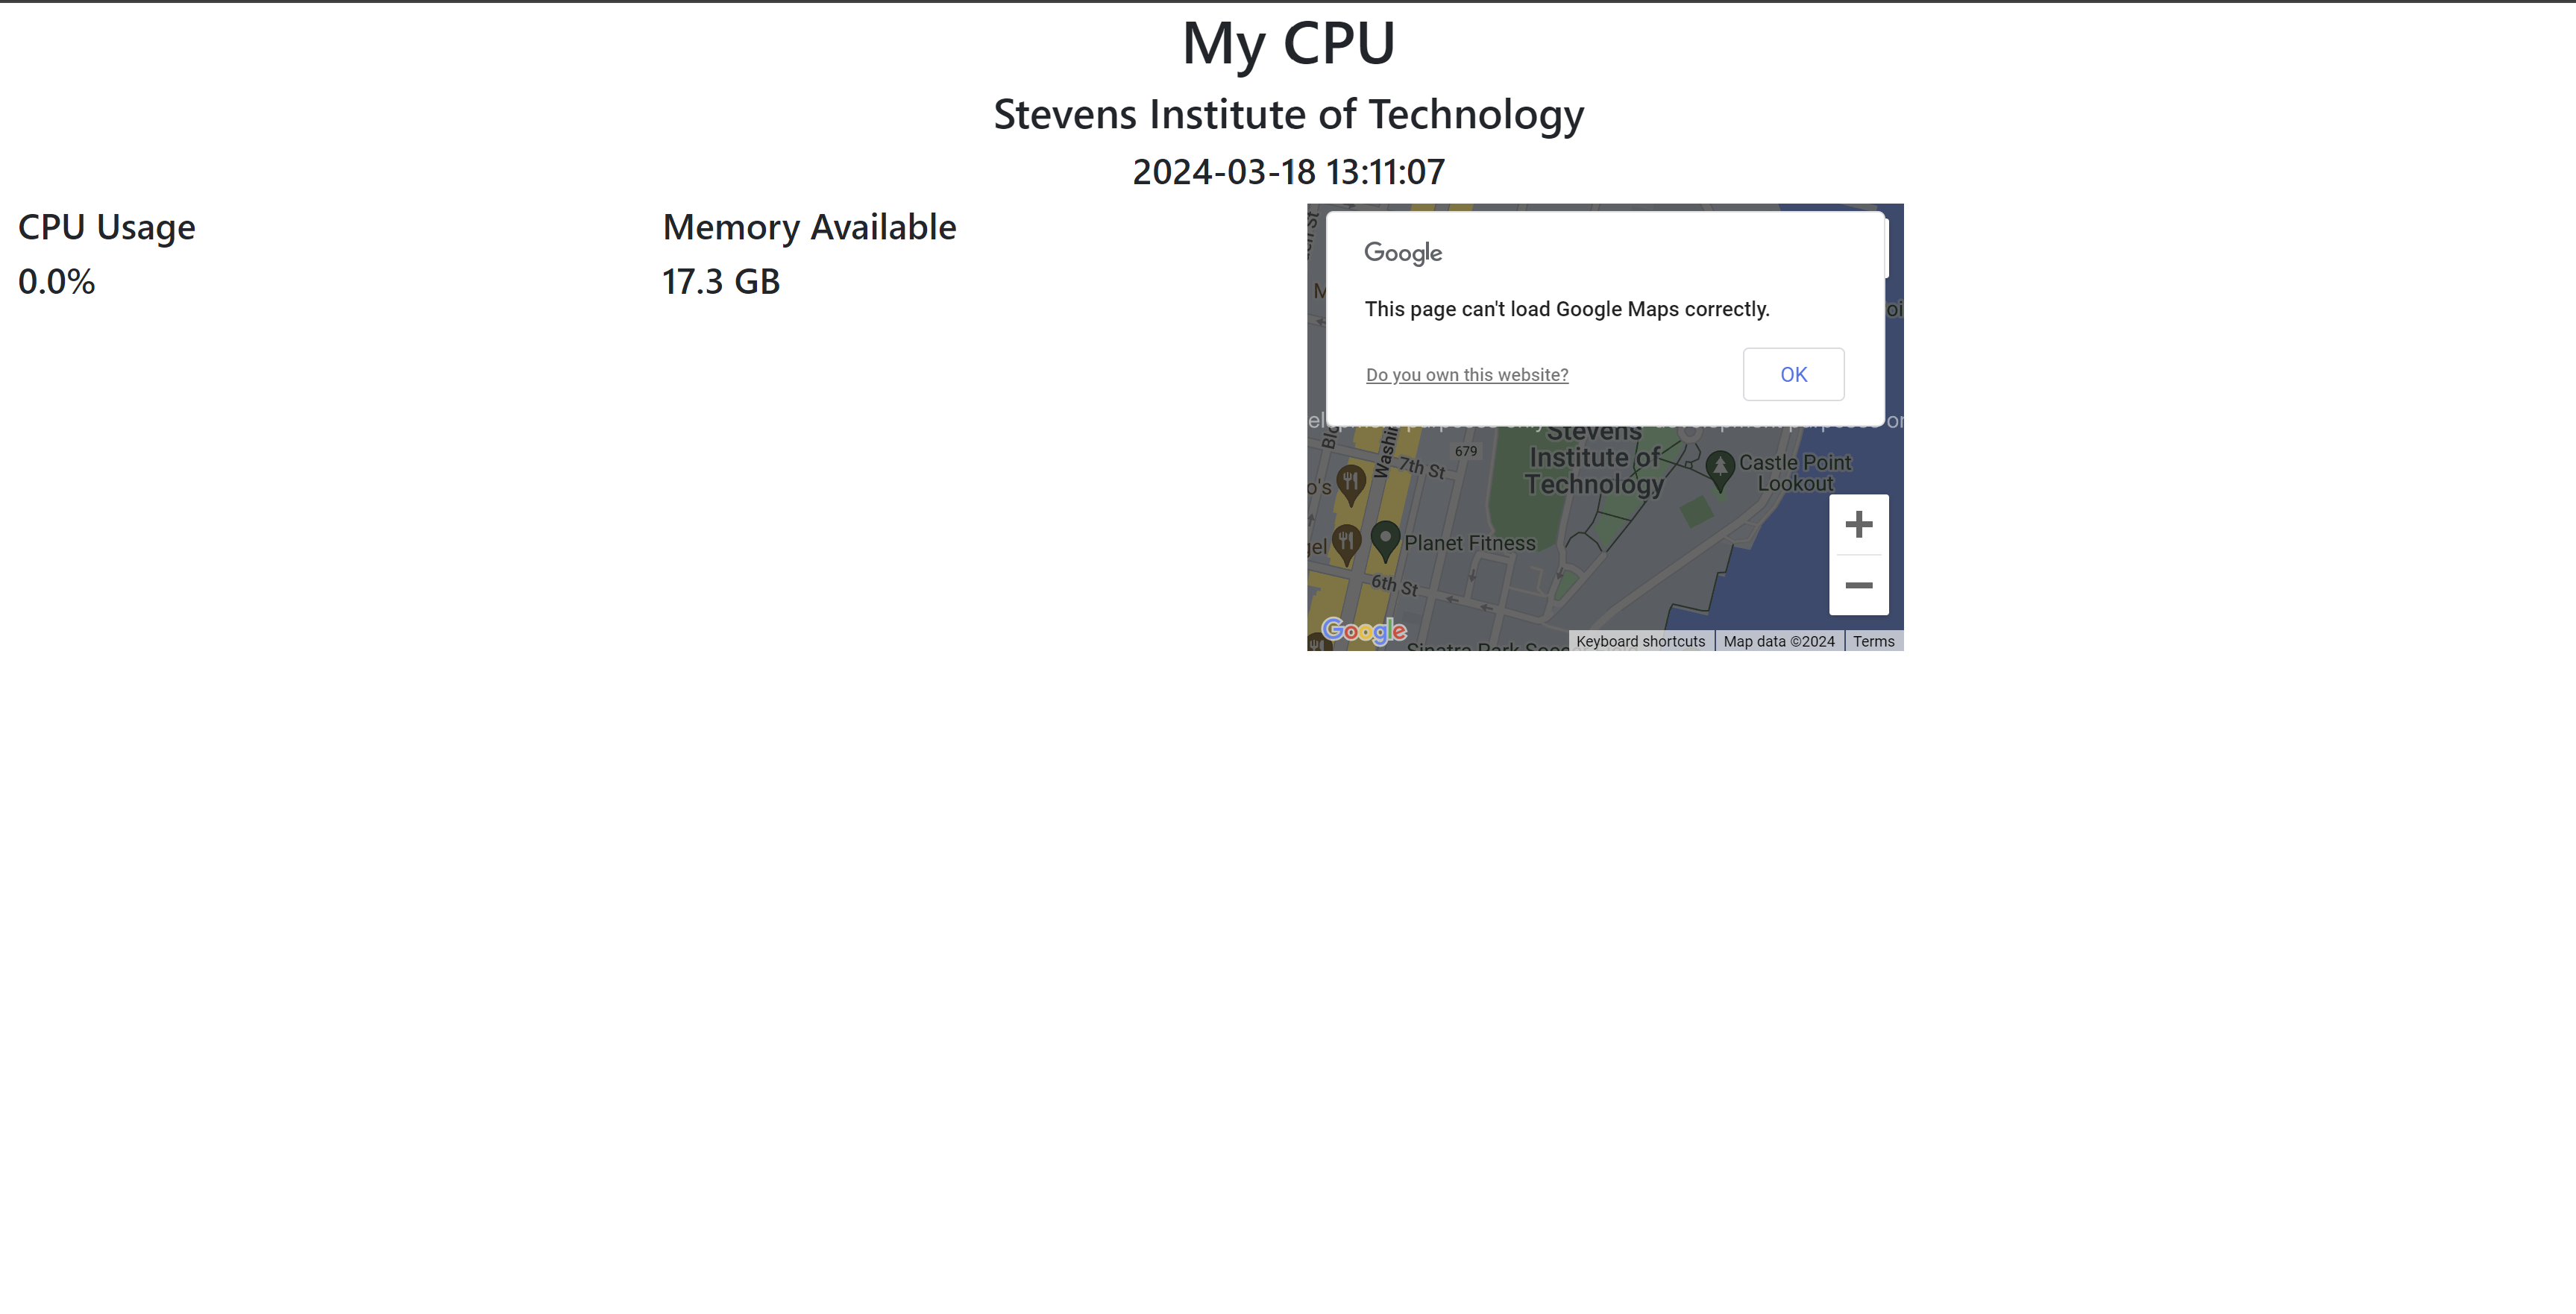 My CPU
Stevens Institute of Technology
2024-03-18 13:11:07
CPU Usage
0.0%
Memory Available
17.3 GB
Google
This page can't load Google Maps correctly.
Do you own this website?
OK
Stevens
Institute of
Technology
Castle Point
Lookout
679
7th St
Planet Fitness
6th St
Google
Keyboard shortcuts
Map data ©2024
Terms